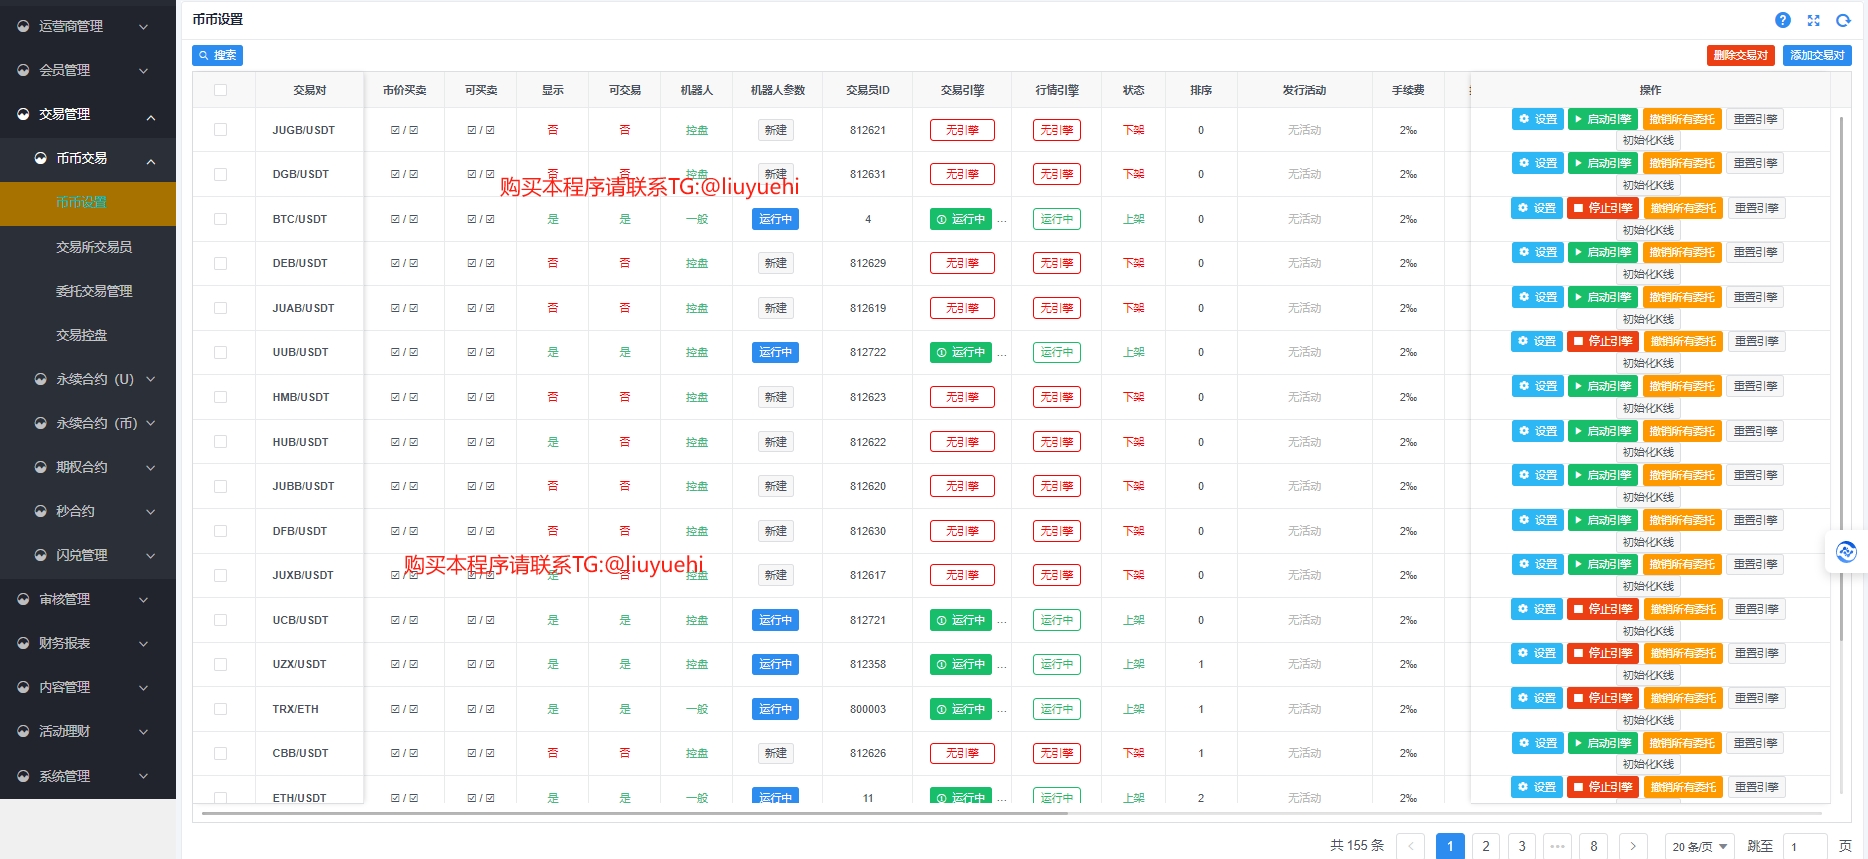 运营商管理
会员管理
交易管理
币币交易
币币设置
交易所交易员
委托交易管理
交易控盘
永续合约（U）
永续合约（币）
期权合约
秒合约
闪兑管理
审核管理
财务报表
内容管理
活动理财
系统管理
币币设置
搜索
删除交易对 添加交易对
交易对 市价买卖 可买卖 显示 可交易 机器人 机器人参数 交易员ID 交易引擎 行情引擎 状态 排序 发行活动 手续费 操作
JUGB/USDT ☑ / ☑ ☑ / ☑ 否 否 控盘 新建 812621 无引擎 无引擎 下架 0 无活动 2‰ 设置 启动引擎 撤销所有委托 重置引擎
初始化K线
DGB/USDT ☑ / ☑ ☑ / ☑ 否 否 控盘 新建 812631 无引擎 无引擎 下架 0 无活动 2‰ 设置 启动引擎 撤销所有委托 重置引擎
初始化K线
购买本程序请联系TG:@liuyuehi
BTC/USDT ☑ / ☑ ☑ / ☑ 是 是 一般 运行中 4 运行中 ... 运行中 上架 0 无活动 2‰ 设置 停止引擎 撤销所有委托 重置引擎
初始化K线
DEB/USDT ☑ / ☑ ☑ / ☑ 否 否 控盘 新建 812629 无引擎 无引擎 下架 0 无活动 2‰ 设置 启动引擎 撤销所有委托 重置引擎
初始化K线
JUAB/USDT ☑ / ☑ ☑ / ☑ 否 否 控盘 新建 812619 无引擎 无引擎 下架 0 无活动 2‰ 设置 启动引擎 撤销所有委托 重置引擎
初始化K线
UUB/USDT ☑ / ☑ ☑ / ☑ 是 是 控盘 运行中 812722 运行中 ... 运行中 上架 0 无活动 2‰ 设置 停止引擎 撤销所有委托 重置引擎
初始化K线
HMB/USDT ☑ / ☑ ☑ / ☑ 否 否 控盘 新建 812623 无引擎 无引擎 下架 0 无活动 2‰ 设置 启动引擎 撤销所有委托 重置引擎
初始化K线
HUB/USDT ☑ / ☑ ☑ / ☑ 是 否 控盘 新建 812622 无引擎 无引擎 下架 0 无活动 2‰ 设置 启动引擎 撤销所有委托 重置引擎
初始化K线
JUBB/USDT ☑ / ☑ ☑ / ☑ 否 否 控盘 新建 812620 无引擎 无引擎 下架 0 无活动 2‰ 设置 启动引擎 撤销所有委托 重置引擎
初始化K线
DFB/USDT ☑ / ☑ ☑ / ☑ 否 否 控盘 新建 812630 无引擎 无引擎 下架 0 无活动 2‰ 设置 启动引擎 撤销所有委托 重置引擎
初始化K线
购买本程序请联系TG:@liuyuehi
JUXB/USDT ☑ / ☑ ☑ / ☑ 是 否 控盘 新建 812617 无引擎 无引擎 下架 0 无活动 2‰ 设置 启动引擎 撤销所有委托 重置引擎
初始化K线
UCB/USDT ☑ / ☑ ☑ / ☑ 是 是 控盘 运行中 812721 运行中 ... 运行中 上架 0 无活动 2‰ 设置 停止引擎 撤销所有委托 重置引擎
初始化K线
UZX/USDT ☑ / ☑ ☑ / ☑ 是 是 控盘 运行中 812358 运行中 ... 运行中 上架 1 无活动 2‰ 设置 停止引擎 撤销所有委托 重置引擎
初始化K线
TRX/ETH ☑ / ☑ ☑ / ☑ 是 是 一般 运行中 800003 运行中 ... 运行中 上架 1 无活动 2‰ 设置 停止引擎 撤销所有委托 重置引擎
初始化K线
CBB/USDT ☑ / ☑ ☑ / ☑ 否 否 控盘 新建 812626 无引擎 无引擎 下架 1 无活动 2‰ 设置 启动引擎 撤销所有委托 重置引擎
初始化K线
ETH/USDT ☑ / ☑ ☑ / ☑ 是 是 一般 运行中 11 运行中 ... 运行中 上架 2 无活动 2‰ 设置 停止引擎 撤销所有委托 重置引擎
共 155 条 1 2 3 ··· 8 20 条/页 跳至 1 页